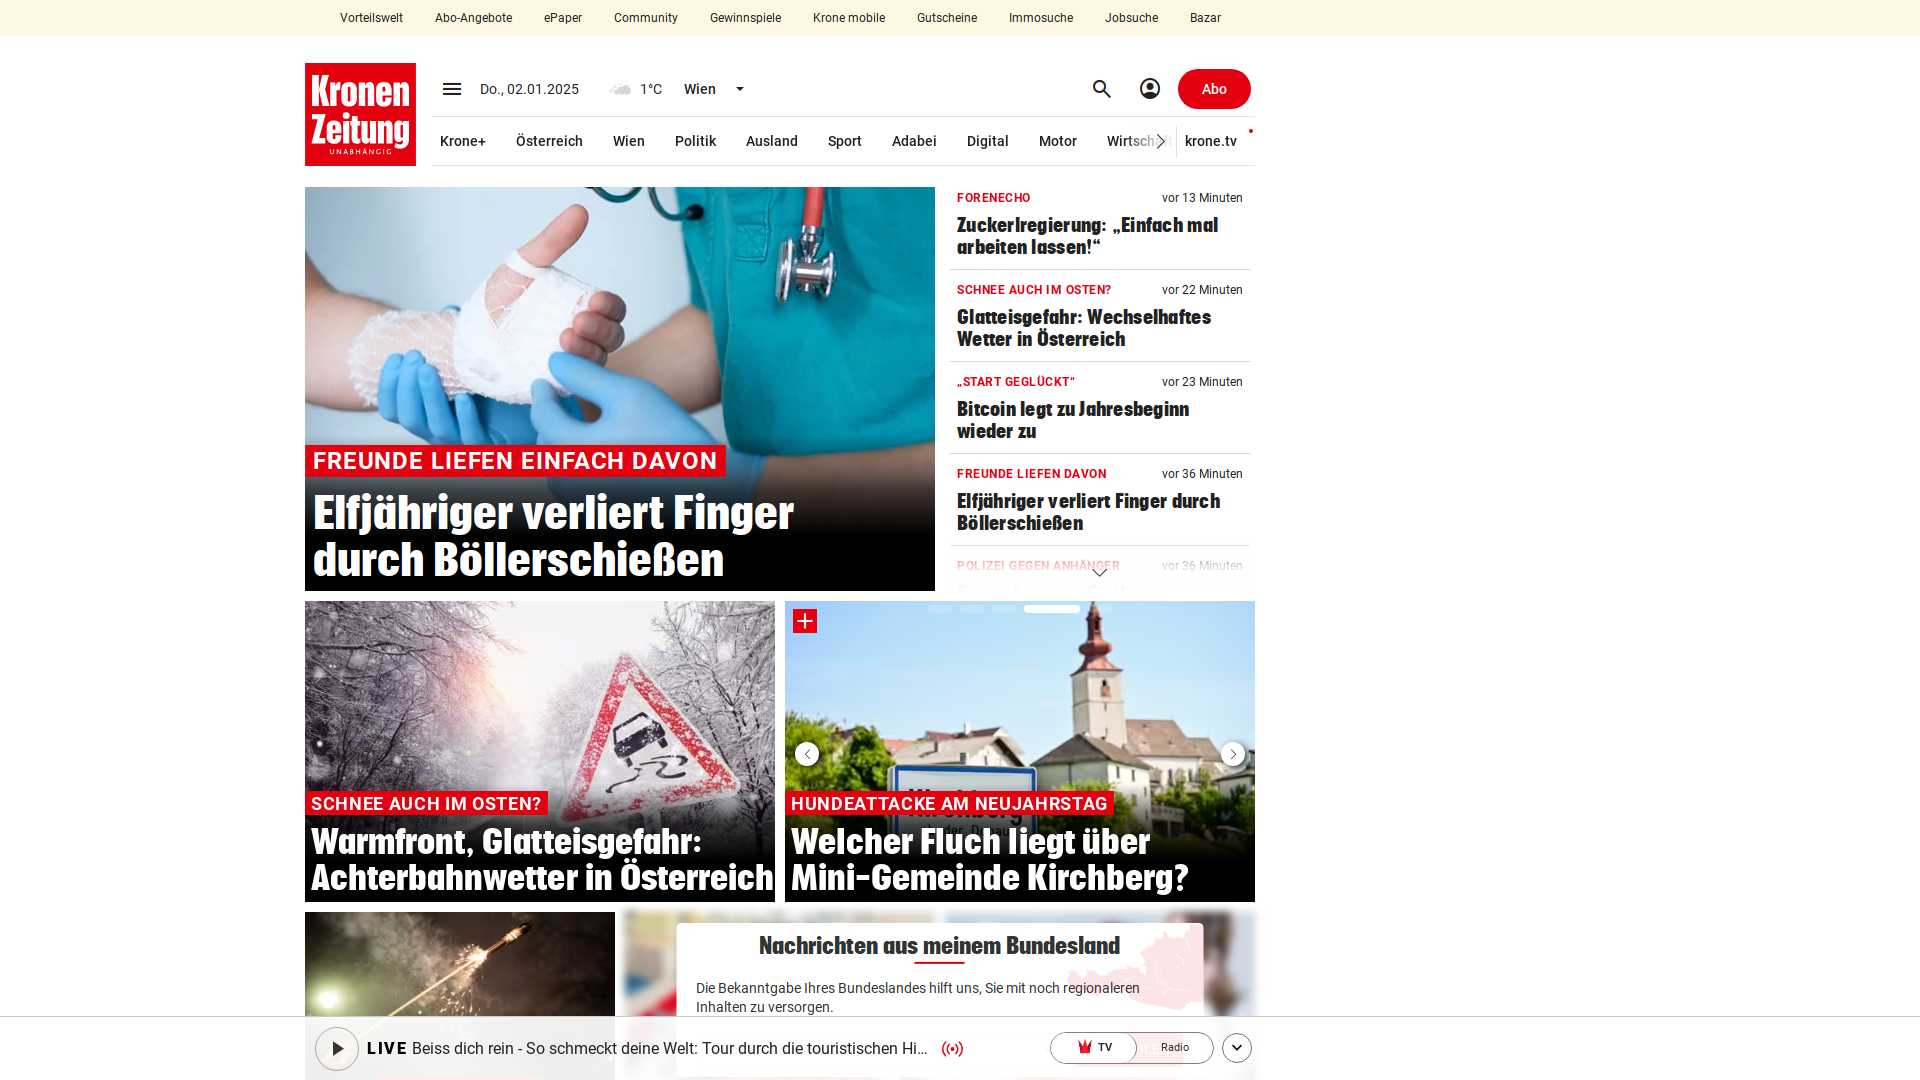 Vorteilswelt Abo-Angebote ePaper Community Gewinnspiele Krone mobile Gutscheine Immosuche Jobsuche Bazar
Kronen
Zeitung
UNABHÄNGIG
Do., 02.01.2025 1°C Wien
Abo
Krone+ Österreich Wien Politik Ausland Sport Adabei Digital Motor krone.tv
FREUNDE LIEFEN EINFACH DAVON
Elfjähriger verliert Finger
durch Böllerschießen
FORENECHO vor 13 Minuten
Zuckerlregierung: „Einfach mal
arbeiten lassen!“
SCHNEE AUCH IM OSTEN? vor 22 Minuten
Glatteisgefahr: Wechselhaftes
Wetter in Österreich
„START GEGLÜCKT“ vor 23 Minuten
Bitcoin legt zu Jahresbeginn
wieder zu
FREUNDE LIEFEN DAVON vor 36 Minuten
Elfjähriger verliert Finger durch
Böllerschießen
POLIZEI GEGEN ANHÄNGER vor 36 Minuten
SCHNEE AUCH IM OSTEN?
Warmfront, Glatteisgefahr:
Achterbahnwetter in Österreich
HUNDEATTACKE AM NEUJAHRSTAG
Welcher Fluch liegt über
Mini-Gemeinde Kirchberg?
Nachrichten aus meinem Bundesland
Die Bekanntgabe Ihres Bundeslandes hilft uns, Sie mit noch regionaleren
Inhalten zu versorgen.
LIVE Beiss dich rein - So schmeckt deine Welt: Tour durch die touristischen Hi...
TV Radio